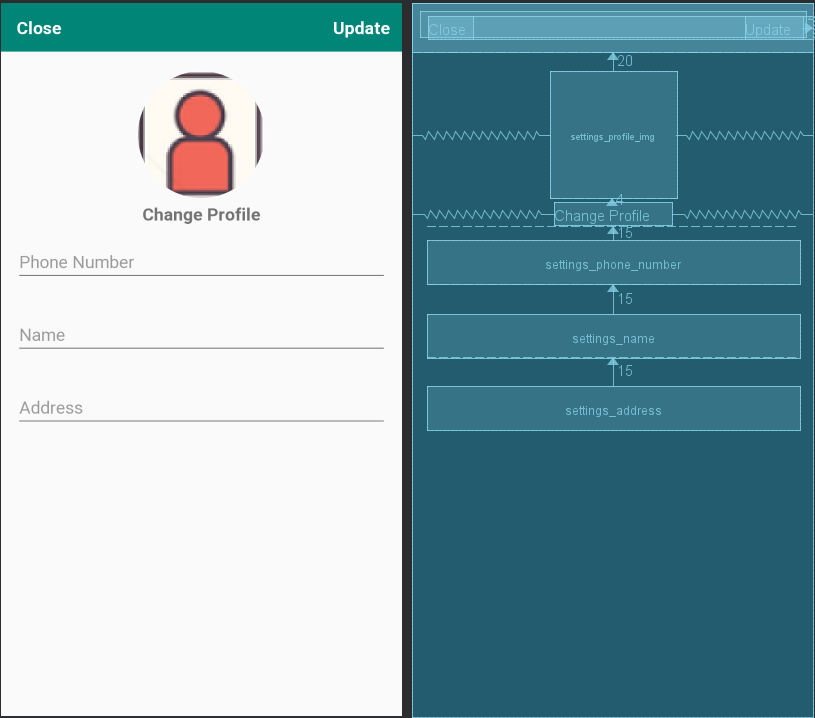 Close Update
Change Profile
Phone Number
Name
Address
Close Update
20
settings_profile_img
4
Change Profile
15
settings_phone_number
15
settings_name
15
settings_address